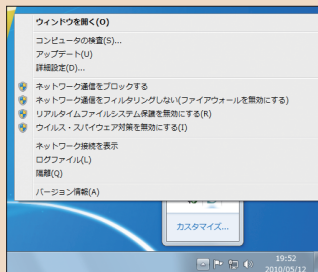 ウィンドウを開く(O)
コンピュータの検査(S)...
アップデート(U)
詳細設定(D)...
ネットワーク通信をブロックする
ネットワーク通信をフィルタリングしない(ファイアウォールを無効にする)
リアルタイムファイルシステム保護を無効にする(R)
ウイルス・スパイウェア対策を無効にする(I)
ネットワーク接続を表示
ログファイル(L)
隔離(Q)
バージョン情報(A)
カスタマイズ...
19:52
2010/05/12